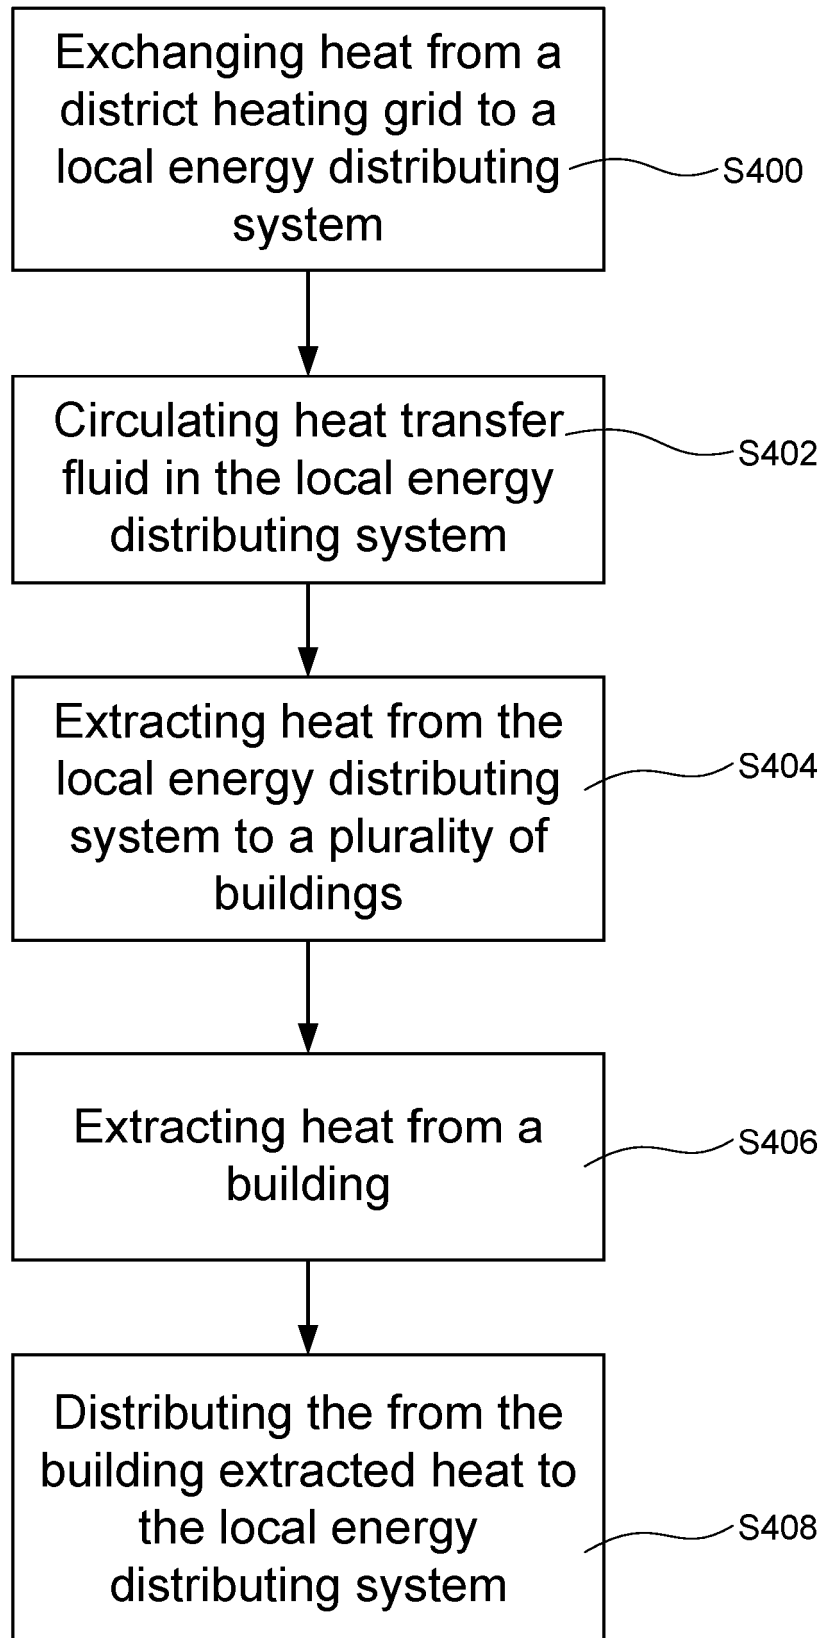 Exchanging heat from a
district heating grid to a
local energy distributing
system
S400
Circulating heat transfer
fluid in the local energy
distributing system
S402
Extracting heat from the
local energy distributing
system to a plurality of
buildings
S404
Extracting heat from a
building
S406
Distributing the from the
building extracted heat to
the local energy
distributing system
S408